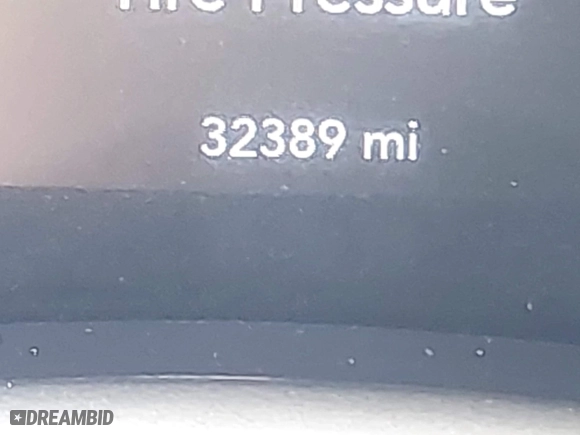 Tire Pressure
32389 mi
DREAMBID